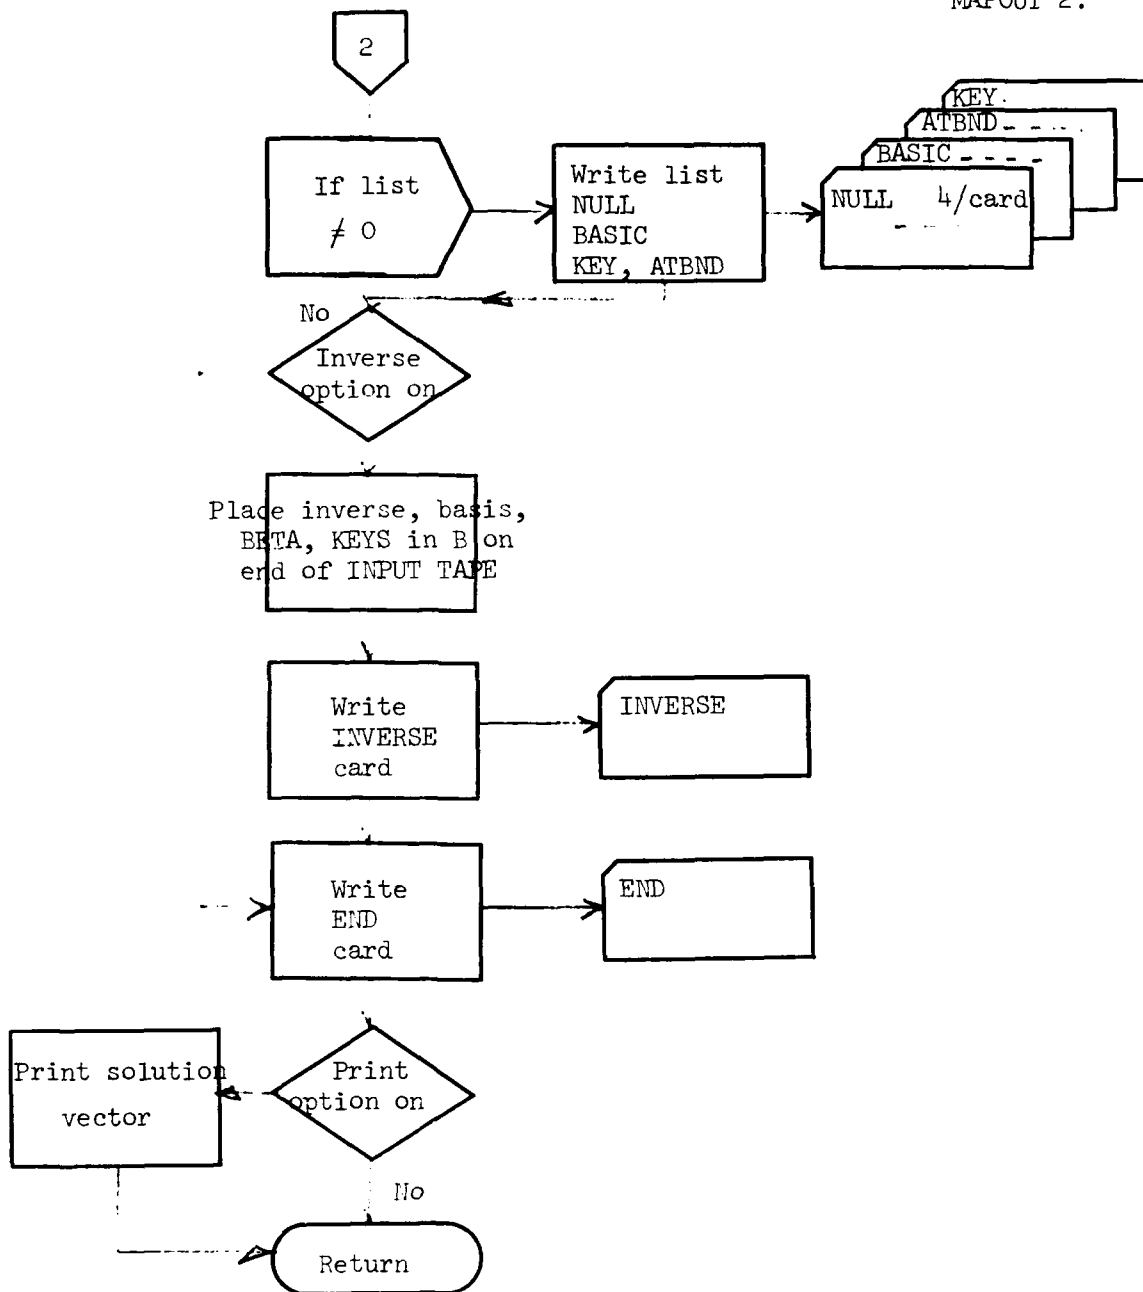 MAPOUT 2.
2
KEY
ATBND - - - -
BASIC - - - -
NULL 4/card
- - - -
If list
≠ 0
Write list
NULL
BASIC
KEY, ATBND
No
Inverse
option on
Place inverse, basis,
BETA, KEYS in B on
end of INPUT TAPE
Write
INVERSE
card
INVERSE
Write
END
card
END
Print solution
vector
Print
option on
No
Return